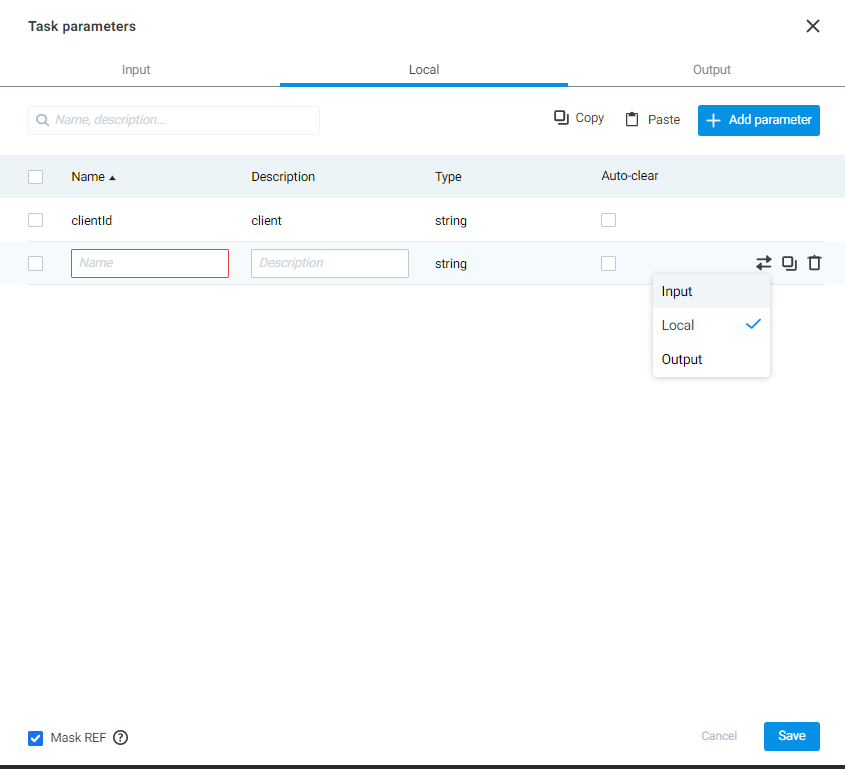 Task parameters
Input Local Output
Name, description...
Copy Paste Add parameter
Name Description Type Auto-clear
clientId client string
Name Description string
Input
Local
Output
Mask REF ?
Cancel Save